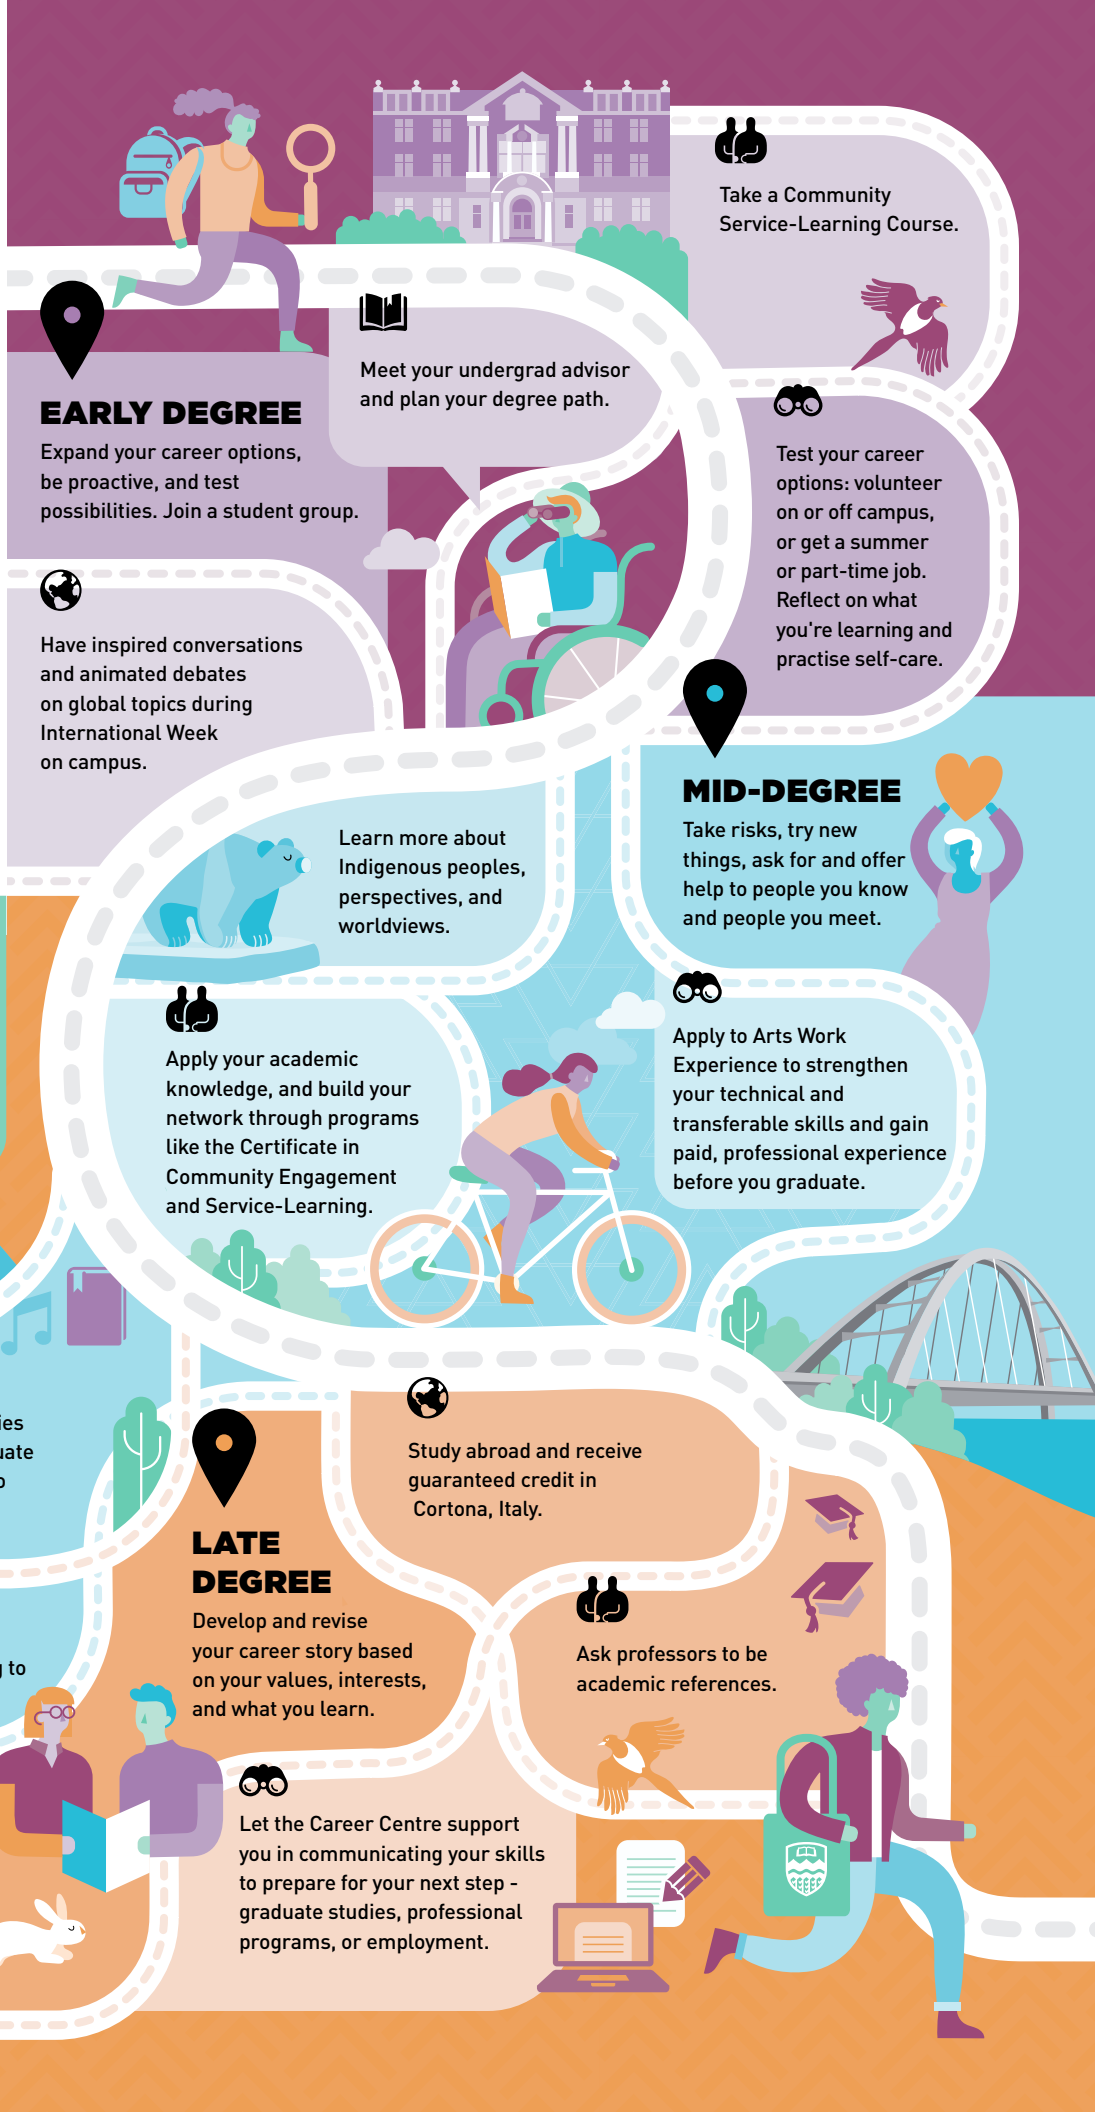 Take a Community
Service-Learning Course.
Meet your undergrad advisor
and plan your degree path.
EARLY DEGREE
Expand your career options,
be proactive, and test
possibilities. Join a student group.
Test your career
options: volunteer
on or off campus,
or get a summer
or part-time job.
Reflect on what
you're learning and
practise self-care.
Have inspired conversations
and animated debates
on global topics during
International Week
on campus.
MID-DEGREE
Take risks, try new
things, ask for and offer
help to people you know
and people you meet.
Learn more about
Indigenous peoples,
perspectives, and
worldviews.
Apply your academic
knowledge, and build your
network through programs
like the Certificate in
Community Engagement
and Service-Learning.
Apply to Arts Work
Experience to strengthen
your technical and
transferable skills and gain
paid, professional experience
before you graduate.
Study abroad and receive
guaranteed credit in
Cortona, Italy.
LATE
DEGREE
Develop and revise
your career story based
on your values, interests,
and what you learn.
to
Ask professors to be
academic references.
Let the Career Centre support
you in communicating your skills
to prepare for your next step -
graduate studies, professional
programs, or employment.